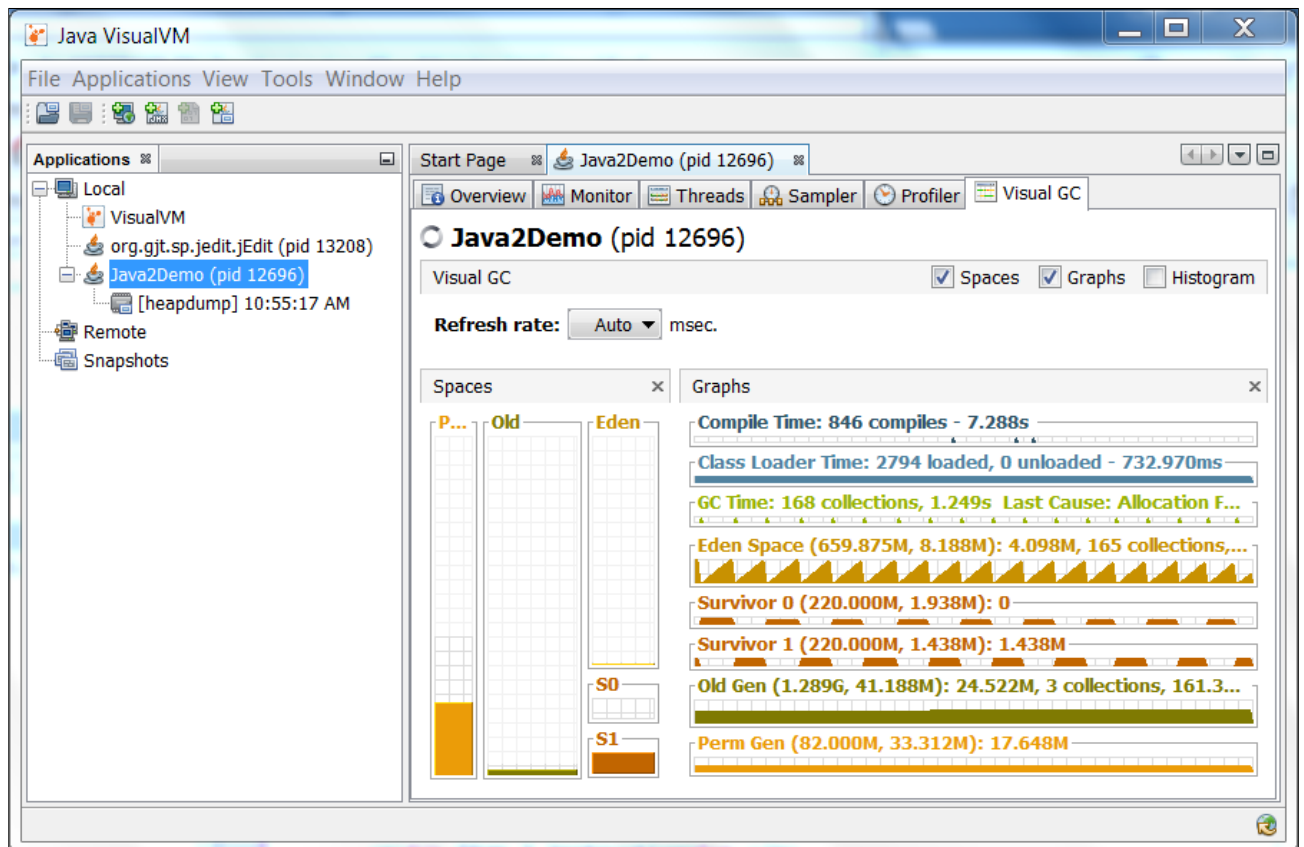 Java VisualVM
File Applications View Tools Window Help
Applications
Local
VisualVM
org.gjt.sp.jedit.jEdit (pid 13208)
Java2Demo (pid 12696)
[heapdump] 10:55:17 AM
Remote
Snapshots
Start Page Java2Demo (pid 12696)
Overview Monitor Threads Sampler Profiler Visual GC
Java2Demo (pid 12696)
Visual GC Spaces Graphs Histogram
Refresh rate: Auto msec.
Spaces
P... Old Eden
S0
S1
Graphs
Compile Time: 846 compiles - 7.288s
Class Loader Time: 2794 loaded, 0 unloaded - 732.970ms
GC Time: 168 collections, 1.249s Last Cause: Allocation F...
Eden Space (659.875M, 8.188M): 4.098M, 165 collections,...
Survivor 0 (220.000M, 1.938M): 0
Survivor 1 (220.000M, 1.438M): 1.438M
Old Gen (1.289G, 41.188M): 24.522M, 3 collections, 161.3...
Perm Gen (82.000M, 33.312M): 17.648M